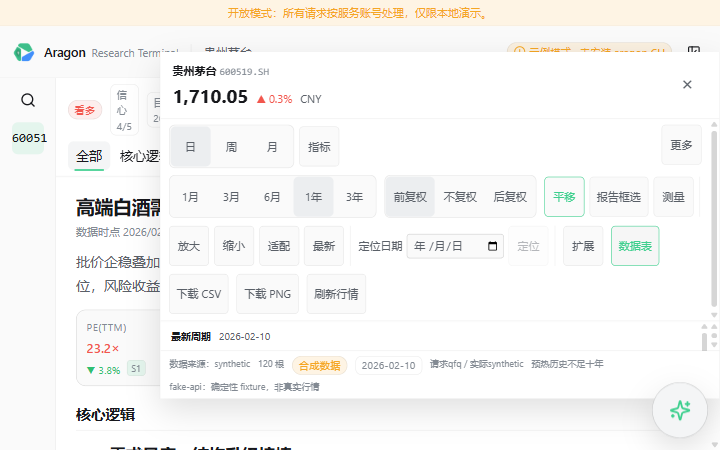 开放模式：所有请求按服务账号处理，仅限本地演示。
Aragon Research Terminal 贵州茅台
贵州茅台 600519.SH
1,710.05 ▲ 0.3% CNY
60051
看多 信心 4/5
日 周 月 指标 更多
全部 核心逻辑
1月 3月 6月 1年 3年 前复权 不复权 后复权 平移 报告框选 测量
高端白酒需
数据时点 2026/02
放大 缩小 适配 最新 定位日期 年 /月/日 定位 扩展 数据表
批价企稳叠加
位，风险收益
下载 CSV 下载 PNG 刷新行情
PE(TTM)
23.2×
▼ 3.8% S1
最新周期 2026-02-10
数据来源：synthetic 120 根 合成数据 2026-02-10 请求qfq / 实际synthetic 预热历史不足十年
fake-api：确定性 fixture，非真实行情
核心逻辑